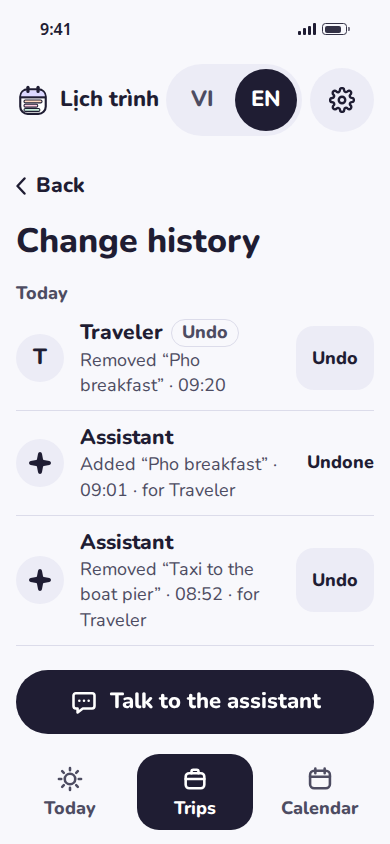 9:41
Lịch trình
VI
EN
Back
Change history
Today
Traveler
Undo
Removed “Pho
breakfast” · 09:20
T
Undo
Assistant
Added “Pho breakfast” ·
09:01 · for Traveler
Undone
Assistant
Removed “Taxi to the
boat pier” · 08:52 · for
Traveler
Undo
Talk to the assistant
Today
Trips
Calendar